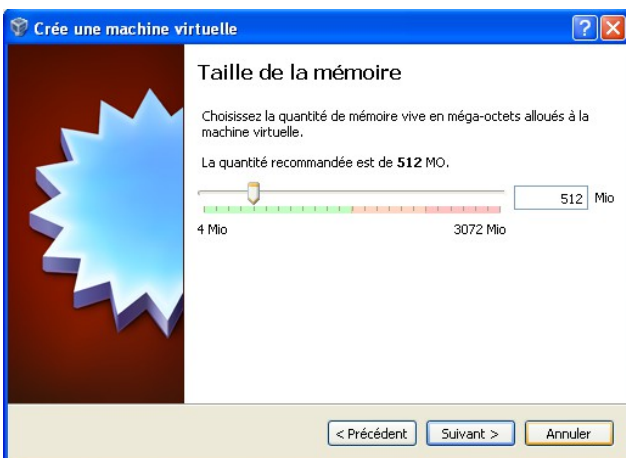 Crée une machine virtuelle
Taille de la mémoire
Choisissez la quantité de mémoire vive en méga-octets alloués à la
machine virtuelle.
La quantité recommandée est de 512 MO.
512 Mio
4 Mio 3072 Mio
< Précédent Suivant > Annuler